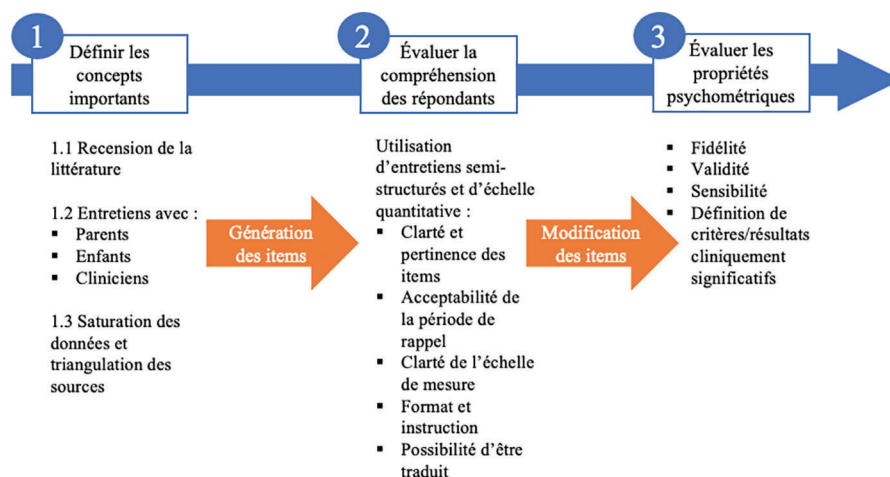 1
Définir les
concepts
importants
1.1 Recension de la
littérature
1.2 Entretiens avec :
▪ Parents
▪ Enfants
▪ Cliniciens
1.3 Saturation des
données et
triangulation des
sources
Génération
des items
2
Évaluer la
compréhension
des répondants
Utilisation
d’entretiens semi-
structurés et d’échelle
quantitative :
▪ Clarté et
pertinence des
items
▪ Acceptabilité de
la période de
rappel
▪ Clarté de l’échelle
de mesure
▪ Format et
instruction
▪ Possibilité d’être
traduit
Modification
des items
3
Évaluer les
propriétés
psychométriques
▪ Fidélité
▪ Validité
▪ Sensibilité
▪ Définition de
critères/résultats
cliniquement
significatifs